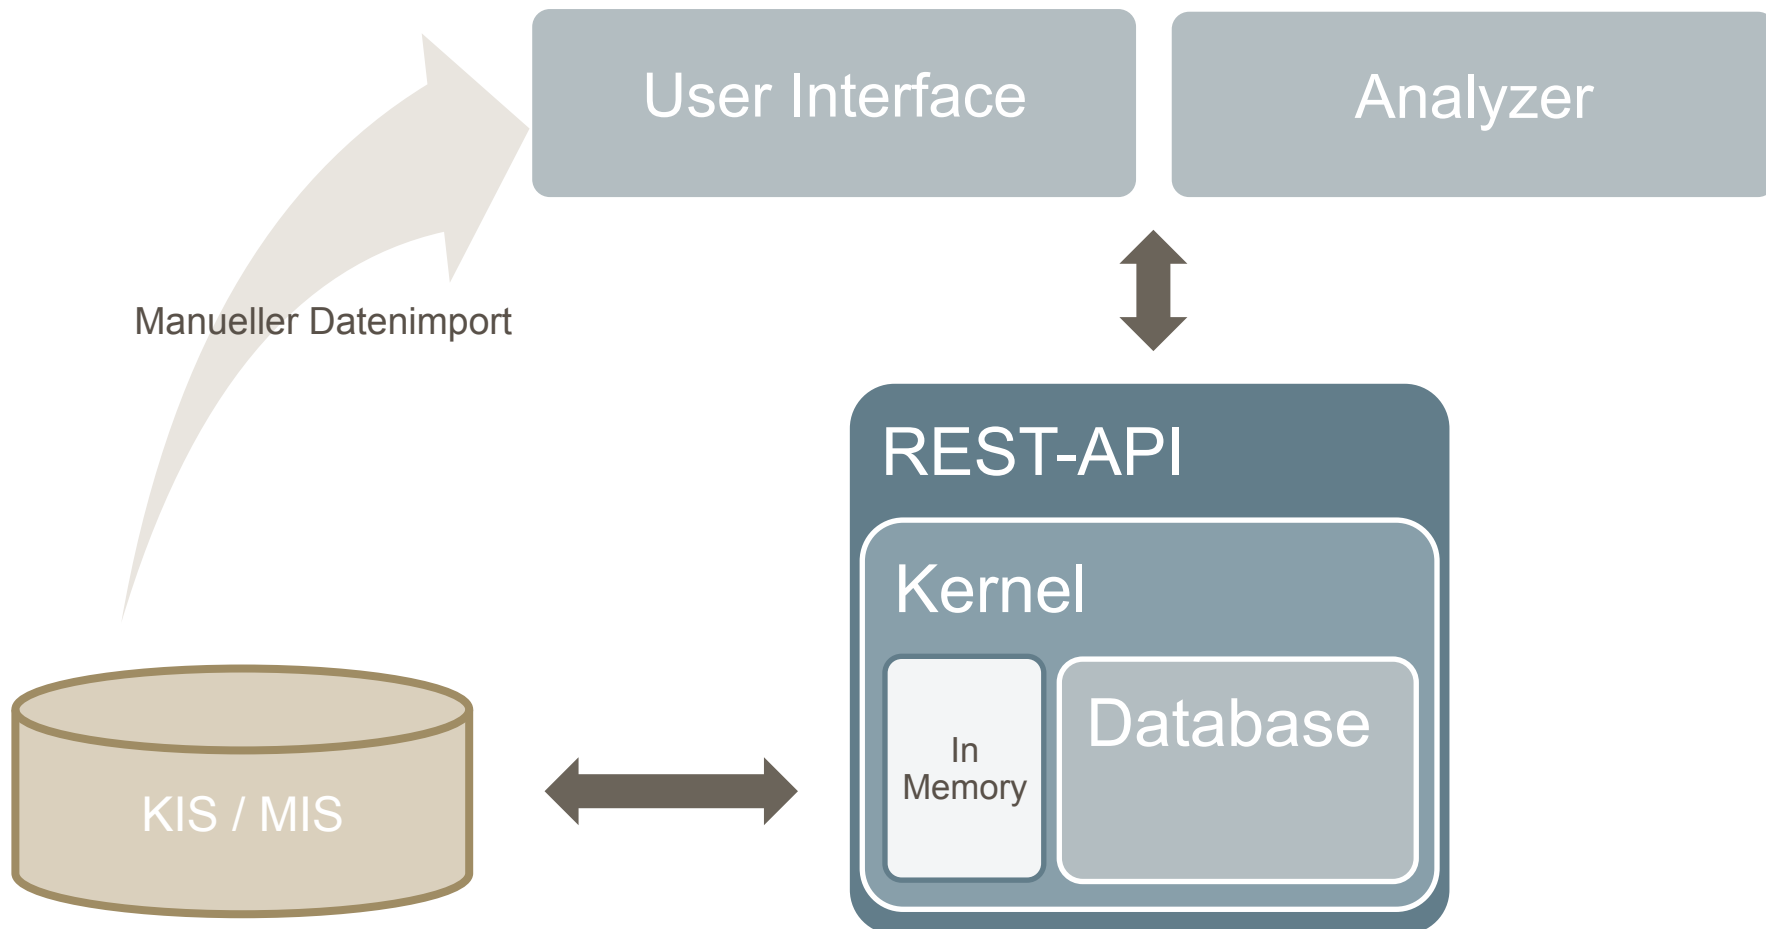 User Interface
Analyzer
Manueller Datenimport
REST-API
Kernel
In
Memory
Database
KIS / MIS